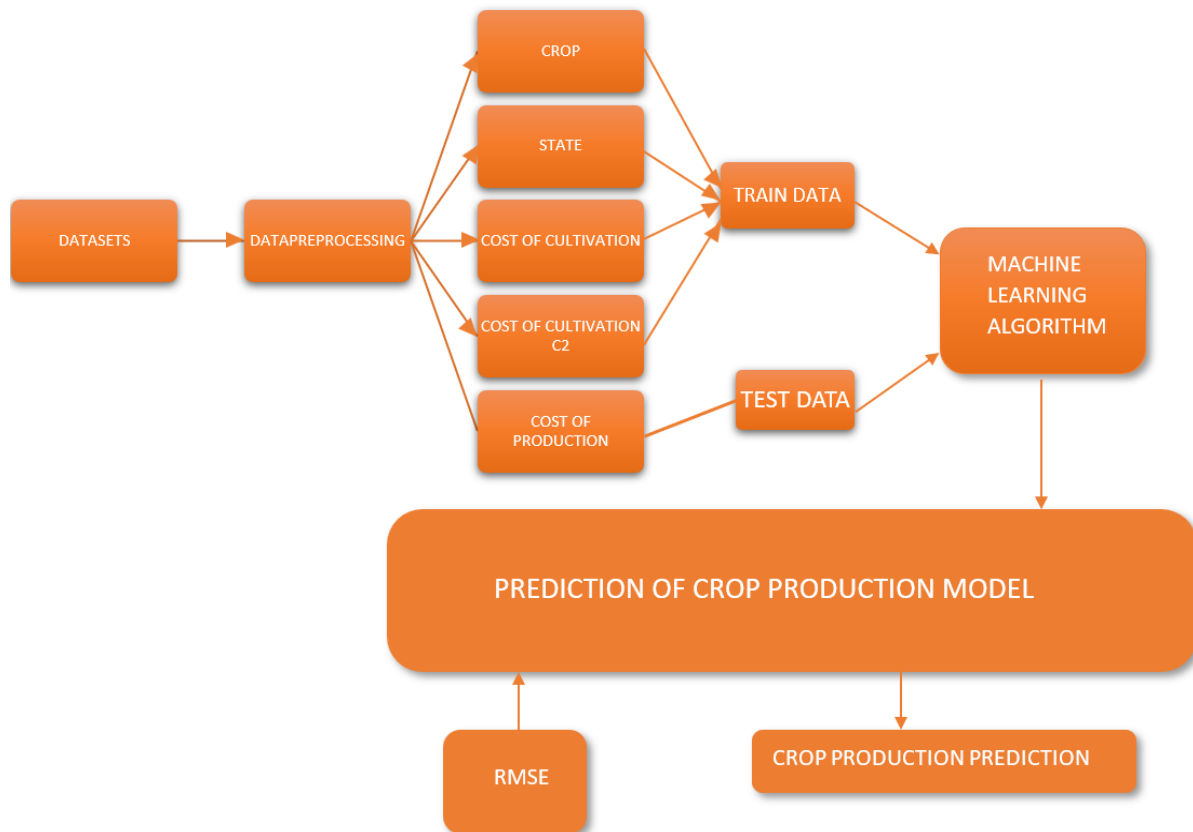 CROP
STATE
DATASETS
DATAPREPROCESSING
COST OF CULTIVATION
COST OF CULTIVATION
C2
COST OF
PRODUCTION
TRAIN DATA
TEST DATA
MACHINE
LEARNING
ALGORITHM
PREDICTION OF CROP PRODUCTION MODEL
RMSE
CROP PRODUCTION PREDICTION